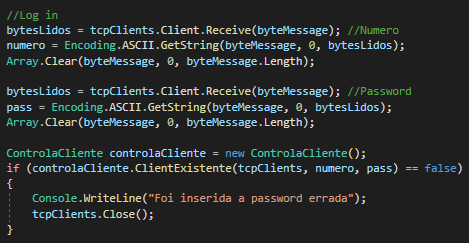 //Log in
bytesLidos = tcpClients.Client.Receive(byteMessage); //Numero
numero = Encoding.ASCII.GetString(byteMessage, 0, bytesLidos);
Array.Clear(byteMessage, 0, byteMessage.Length);
bytesLidos = tcpClients.Client.Receive(byteMessage); //Password
pass = Encoding.ASCII.GetString(byteMessage, 0, bytesLidos);
Array.Clear(byteMessage, 0, byteMessage.Length);
ControlaCliente controlaCliente = new ControlaCliente();
if (controlaCliente.ClientExistente(tcpClients, numero, pass) == false)
{
Console.WriteLine("Foi inserida a password errada");
tcpClients.Close();
}